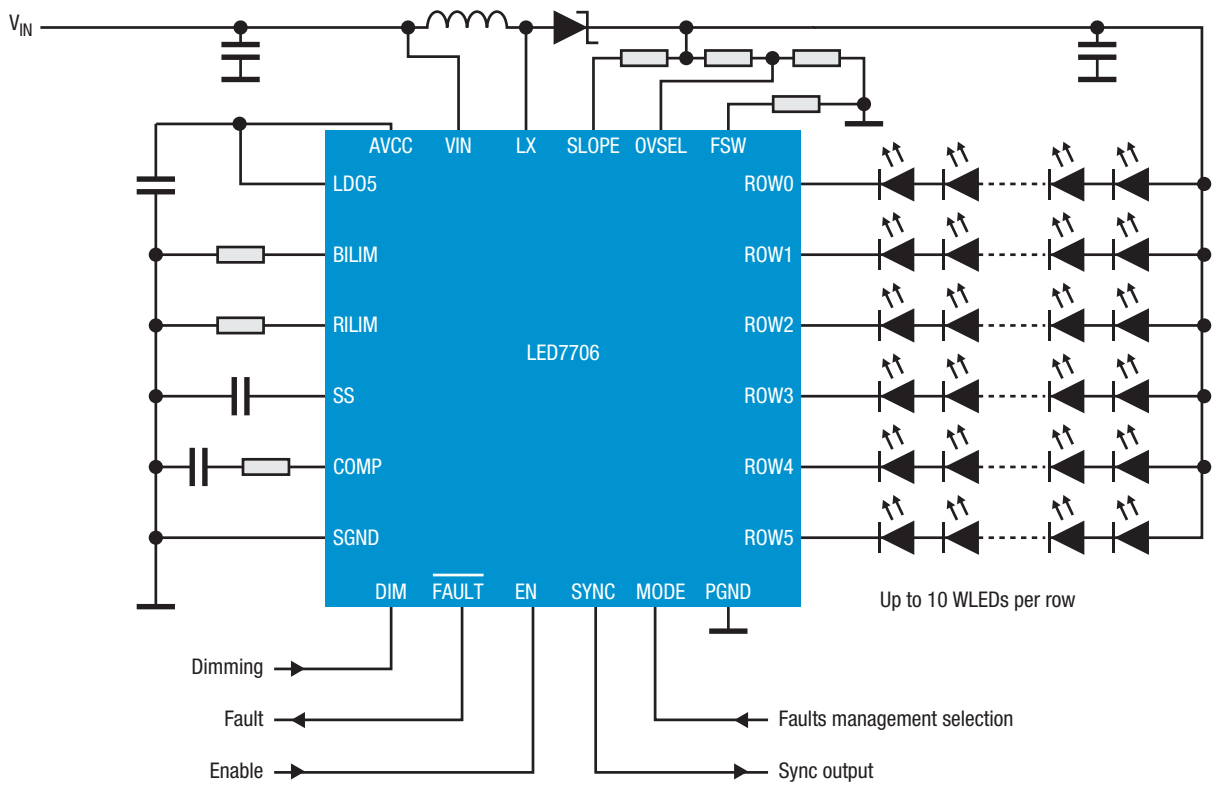 VIN
AVCC VIN LX SLOPE OVSEL FSW
LDO5
ROW0
BILIM
ROW1
RILIM
ROW2
LED7706
SS
ROW3
COMP
ROW4
SGND
ROW5
DIM FAULT EN SYNC MODE PGND
Up to 10 WLEDs per row
Dimming
Fault
Faults management selection
Enable
Sync output